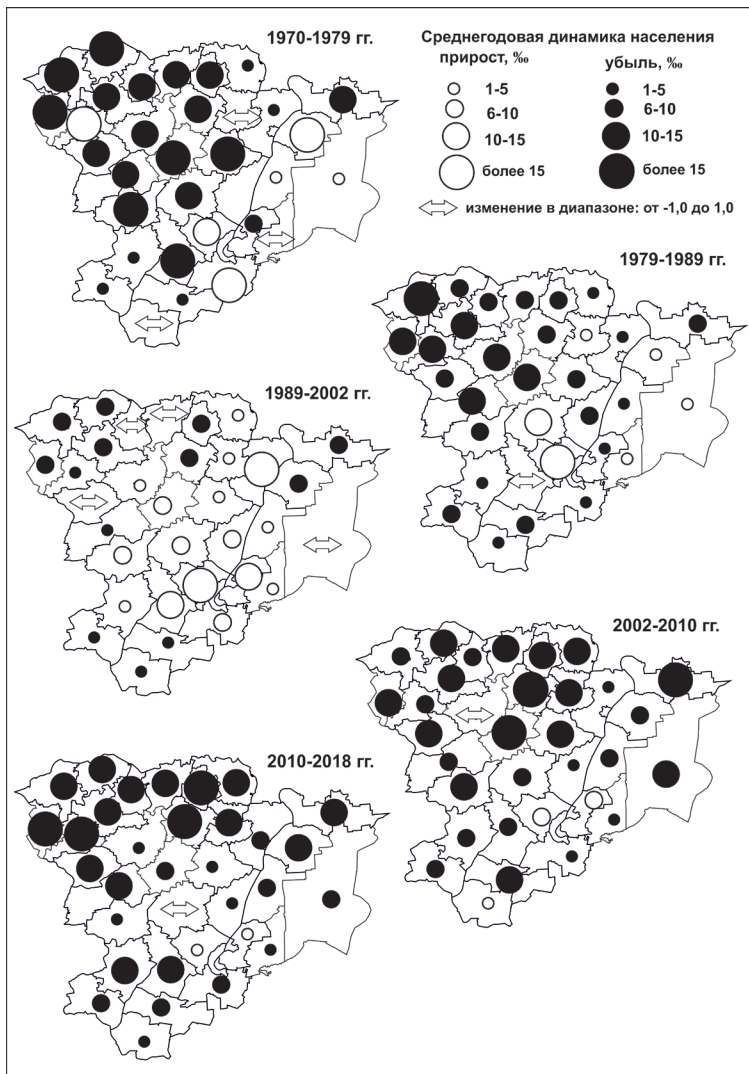 1970-1979 гг.
Среднегодовая динамика населения
прирост, ‰
убыль, ‰
1-5
1-5
6-10
6-10
10-15
10-15
более 15
более 15
изменение в диапазоне: от -1,0 до 1,0
1979-1989 гг.
1989-2002 гг.
2002-2010 гг.
2010-2018 гг.